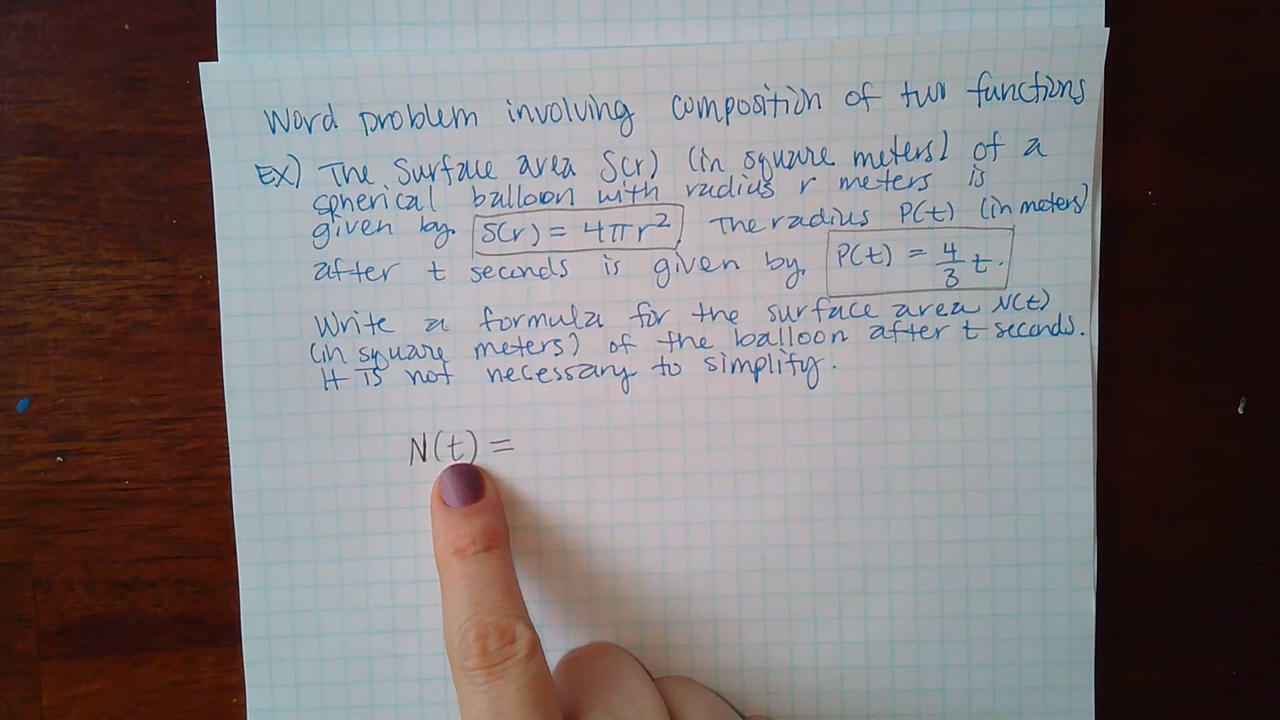 Word problem involving composition of two functions
EX) The surface area S(r) (in square meters) of a
spherical balloon with radius r meters is
given by S(r) = 4πr². The radius P(t) (in meters)
after t seconds is given by P(t) = 4/3 t.
Write a formula for the surface area N(t)
(in square meters) of the balloon after t seconds.
It is not necessary to simplify.
N(t) =